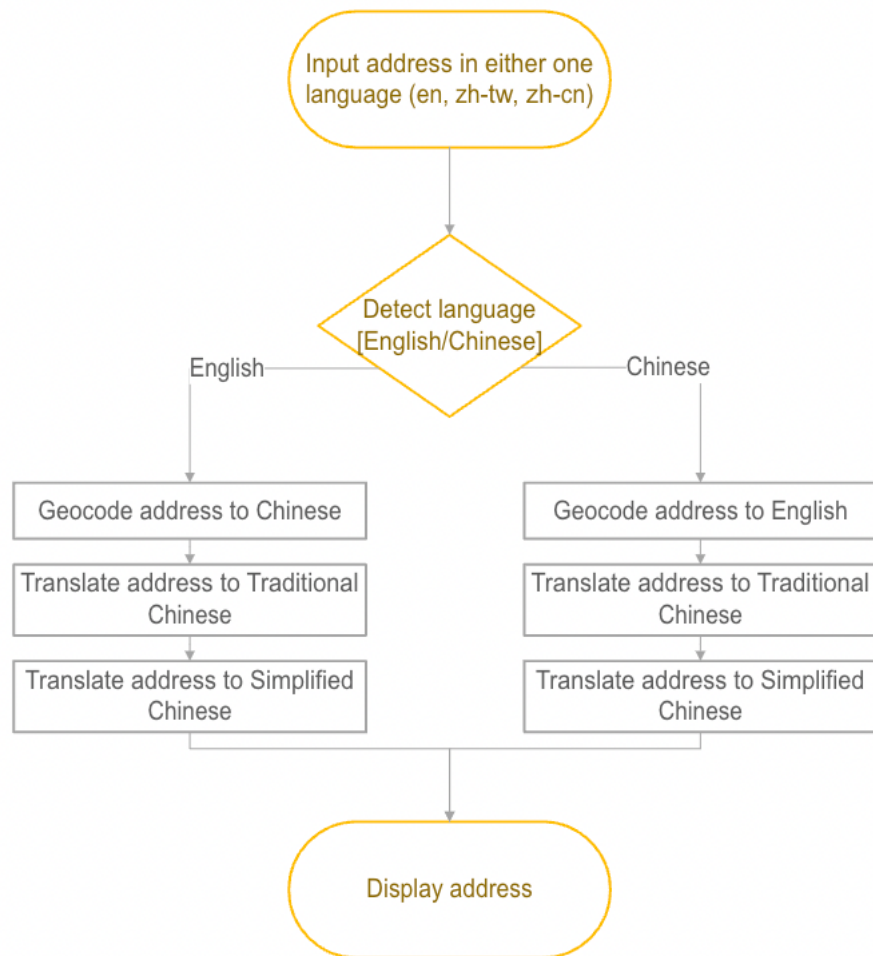 Input address in either one
language (en, zh-tw, zh-cn)
Detect language
[English/Chinese]
English
Chinese
Geocode address to Chinese
Translate address to Traditional
Chinese
Translate address to Simplified
Chinese
Geocode address to English
Translate address to Traditional
Chinese
Translate address to Simplified
Chinese
Display address